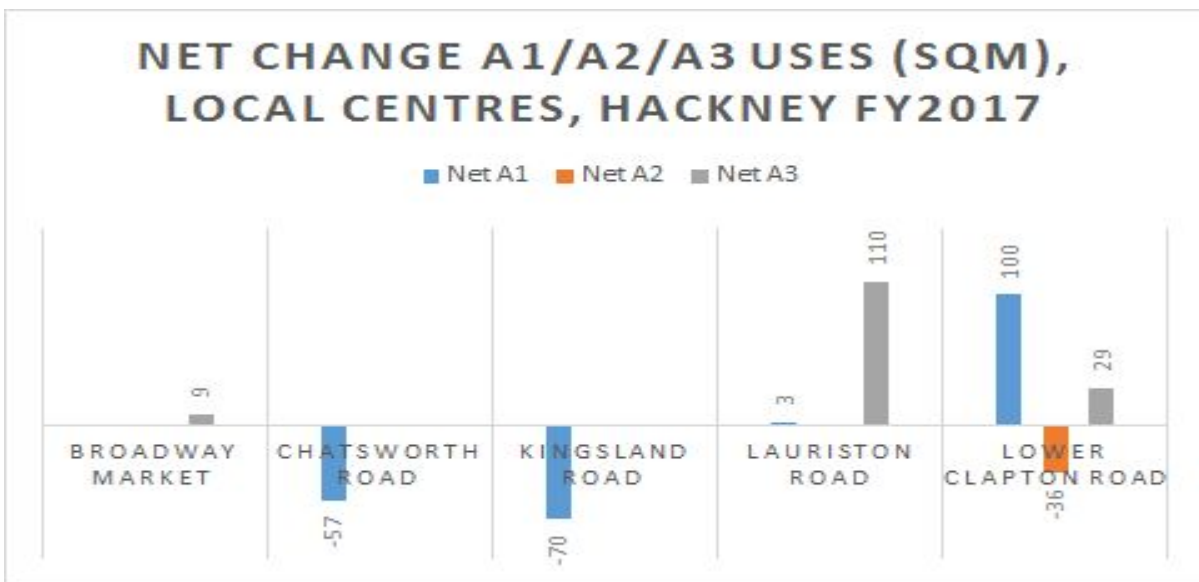 NET CHANGE A1/A2/A3 USES (SQM),
LOCAL CENTRES, HACKNEY FY2017
Net A1 Net A2 Net A3
9
-57
-70
3
110
100
-36
29
BROADWAY
MARKET
CHATSWORTH
ROAD
KINGSLAND
ROAD
LAURISTON
ROAD
LOWER
CLAPTON ROAD